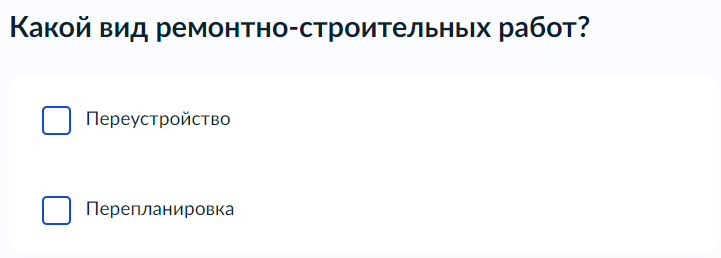 Какой вид ремонтно-строительных работ?
Переустройство
Перепланировка